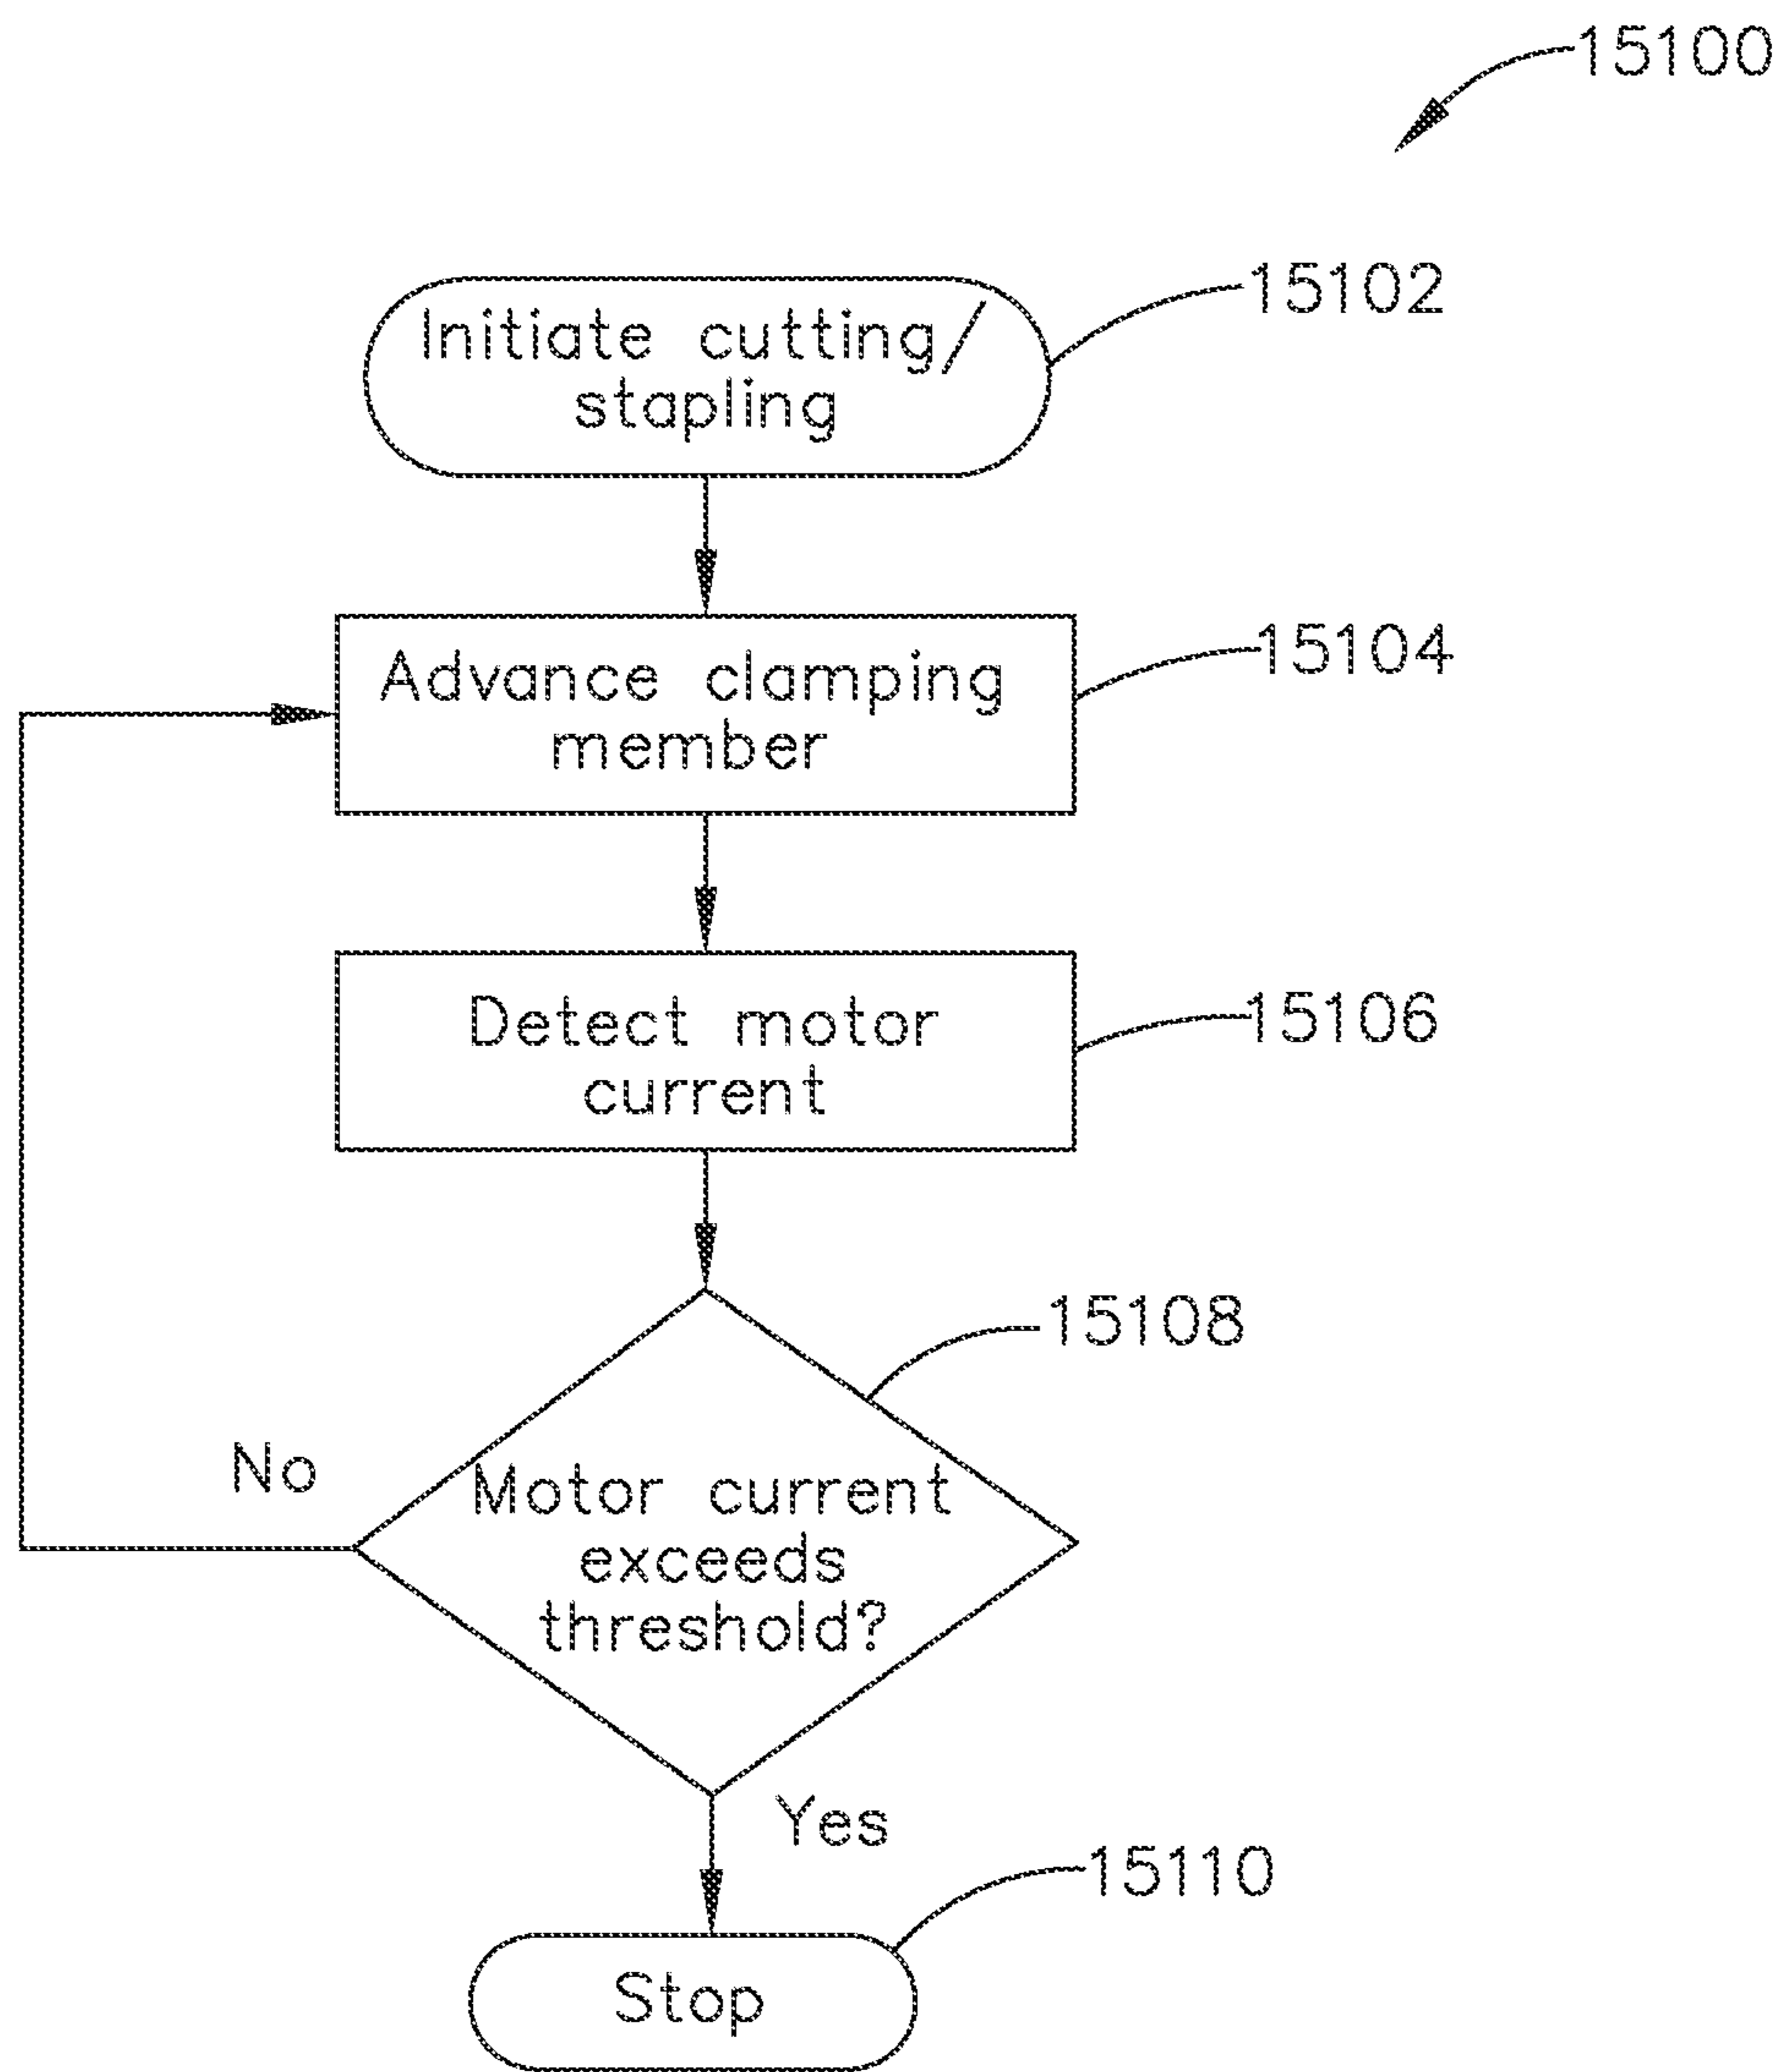 15100
Initiate cutting/
stapling
15102
Advance clamping
member
15104
Detect motor
current
15106
15108
No
Motor current
exceeds
threshold?
Yes
15110
Stop